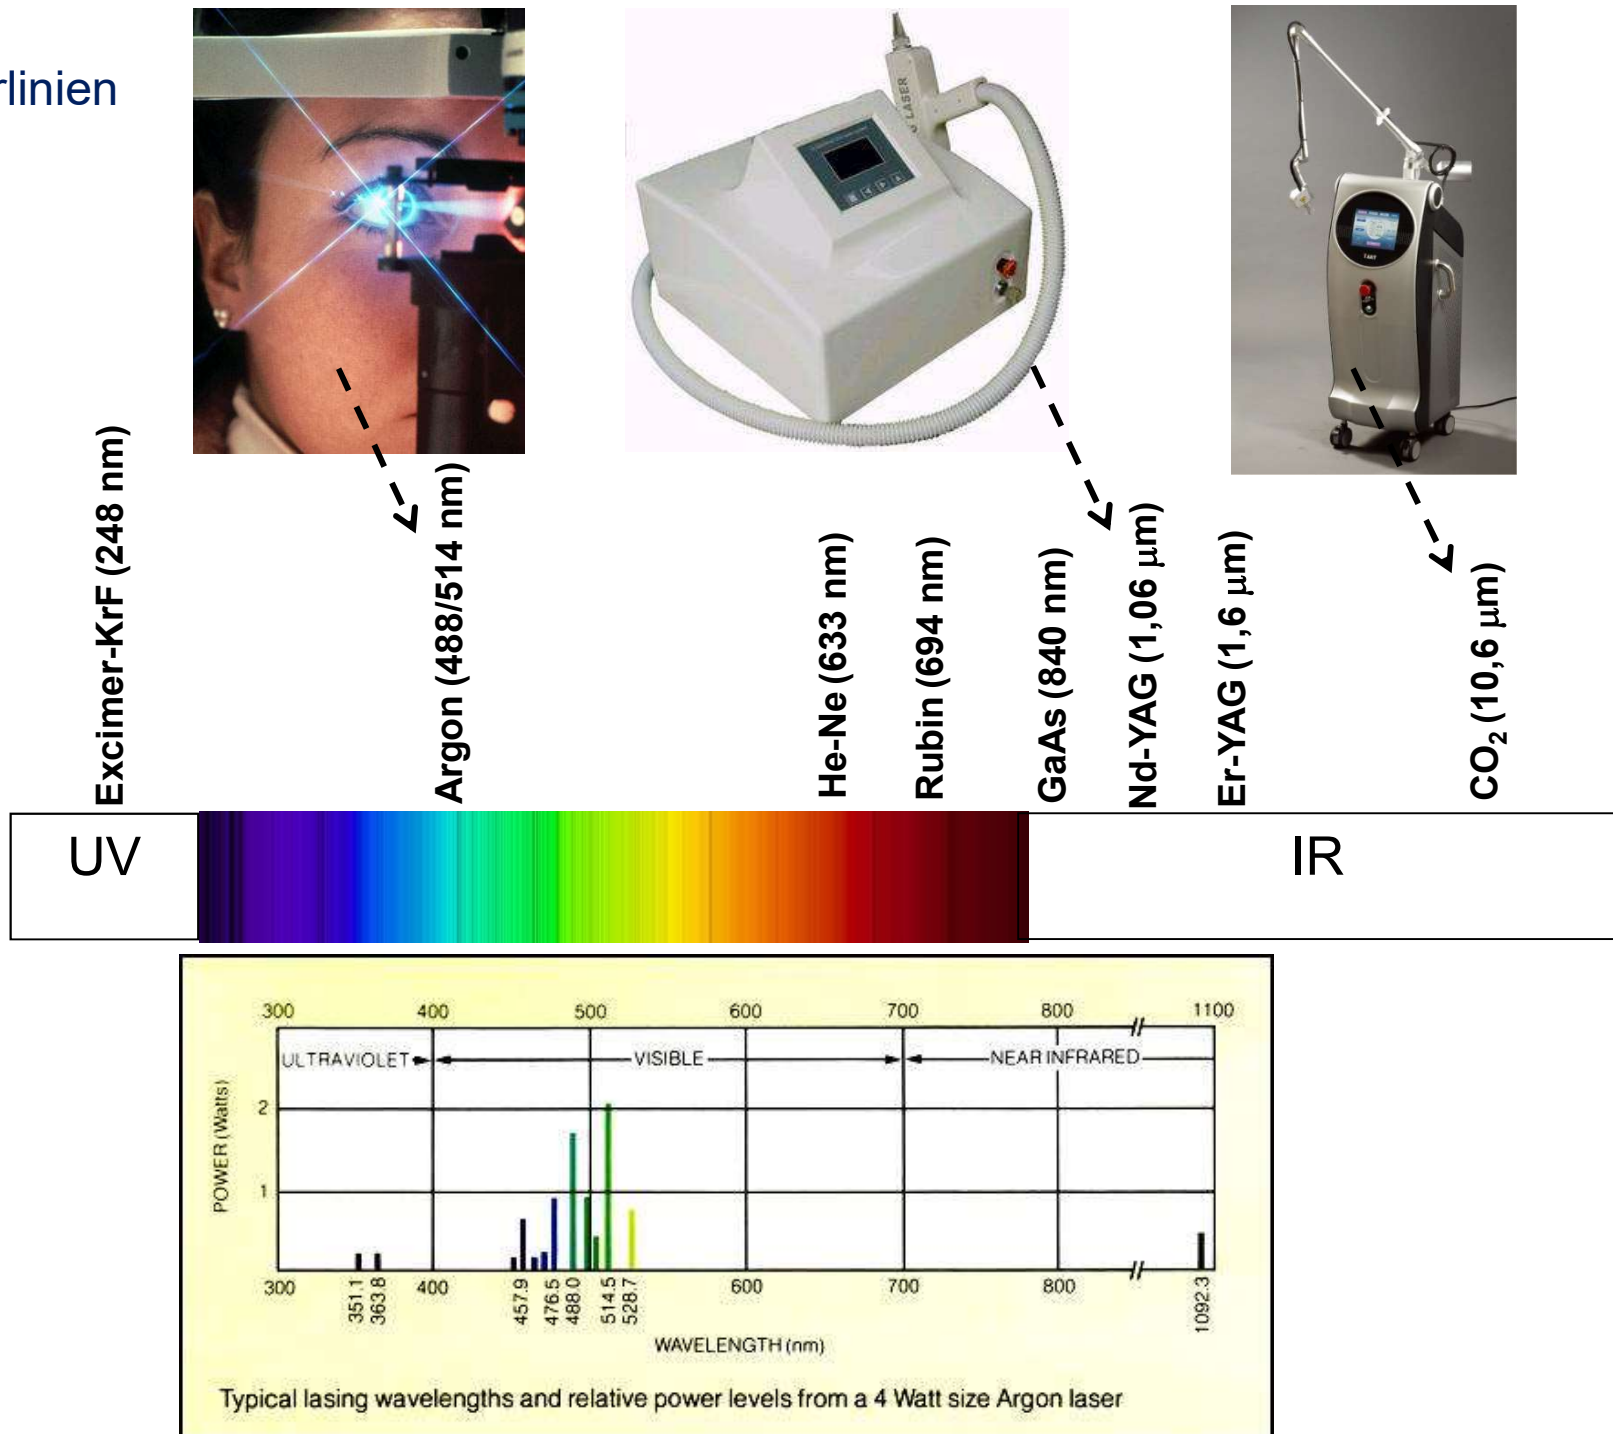 rlinien
LASER
Excimer-KrF (248 nm)
Argon (488/514 nm)
He-Ne (633 nm)
Rubin (694 nm)
GaAs (840 nm)
Nd-YAG (1,06 μm)
Er-YAG (1,6 μm)
CO₂ (10,6 μm)
UV
IR
300 400 500 600 700 800 1100
ULTRAVIOLET VISIBLE NEAR INFRARED
POWER (Watts)
2
1
300 400 600 700 800
351.1
363.8
457.9
476.5
488.0
514.5
528.7
1092.3
WAVELENGTH (nm)
Typical lasing wavelengths and relative power levels from a 4 Watt size Argon laser